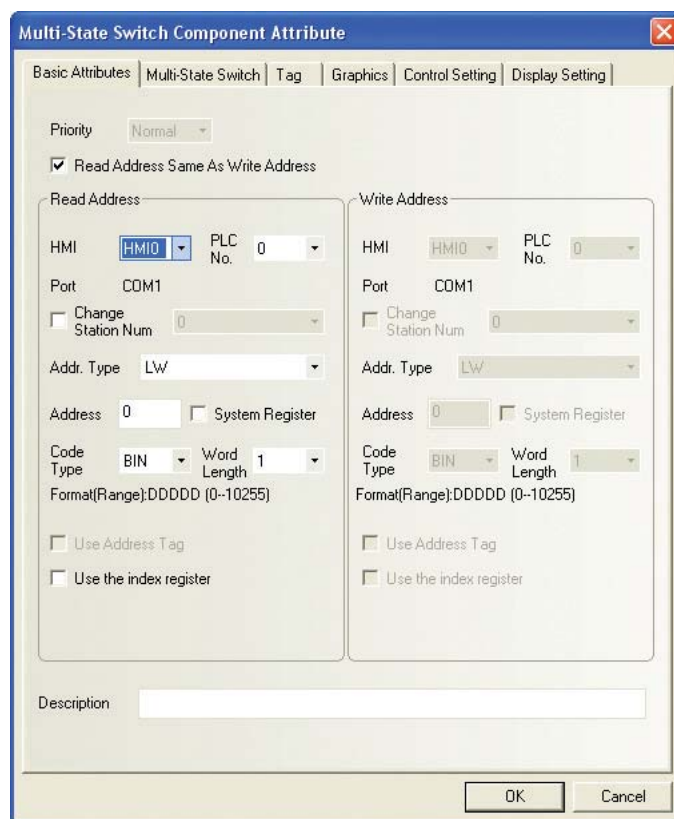 Multi-State Switch Component Attribute
Basic Attributes Multi-State Switch Tag Graphics Control Setting Display Setting
Priority Normal
Read Address Same As Write Address
Read Address
HMI HMI0 PLC No. 0
Port COM1
Change Station Num 0
Addr. Type LW
Address 0 System Register
Code Type BIN Word Length 1
Format(Range):DDDDD (0--10255)
Use Address Tag
Use the index register
Write Address
HMI HMI0 PLC No. 0
Port COM1
Change Station Num 0
Addr. Type LW
Address 0 System Register
Code Type BIN Word Length 1
Format(Range):DDDDD (0--10255)
Use Address Tag
Use the index register
Description
OK Cancel